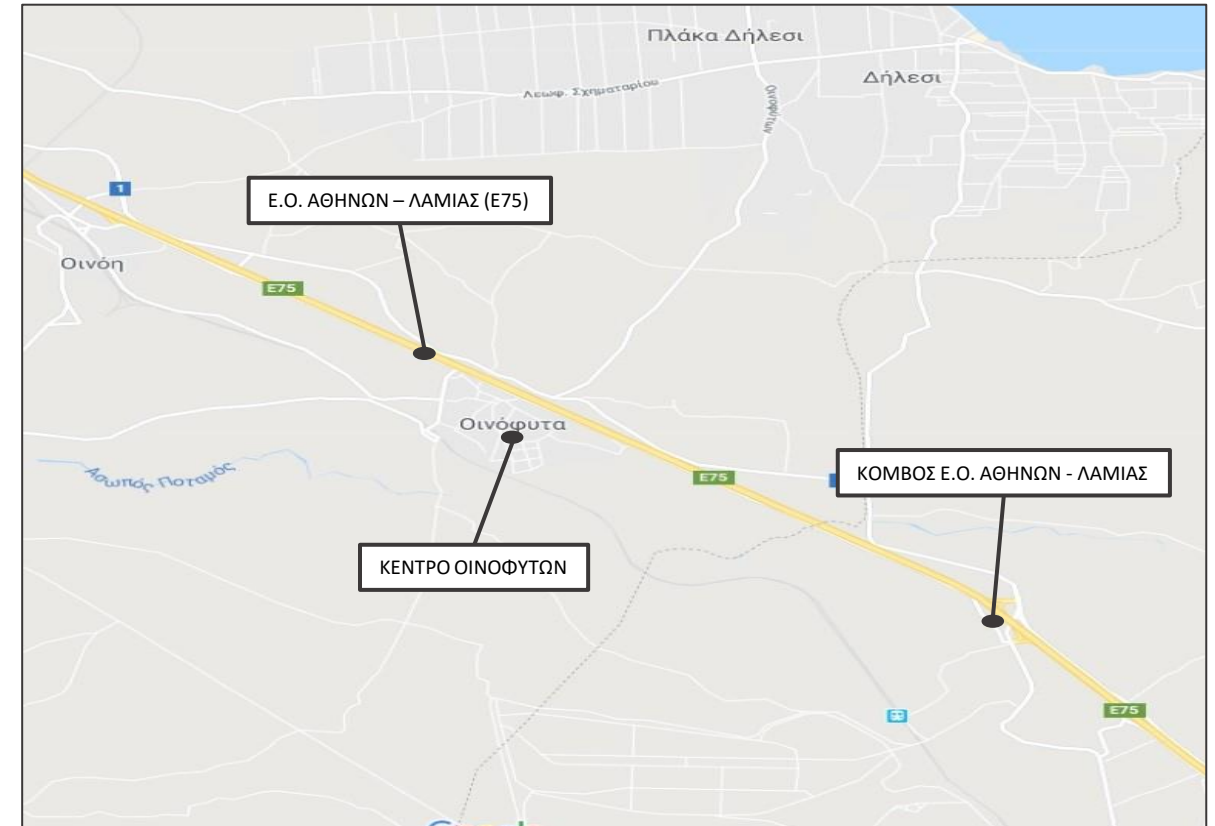 Πλάκα Δήλεσι
Δήλεσι
Λεωφ. Σχηματαρίου
Οινοφύτων
1
Ε.Ο. ΑΘΗΝΩΝ – ΛΑΜΙΑΣ (Ε75)
Οινόη
E75
Οινόφυτα
Ασωπός Ποταμός
E75
ΚΟΜΒΟΣ Ε.Ο. ΑΘΗΝΩΝ - ΛΑΜΙΑΣ
ΚΕΝΤΡΟ ΟΙΝΟΦΥΤΩΝ
E75